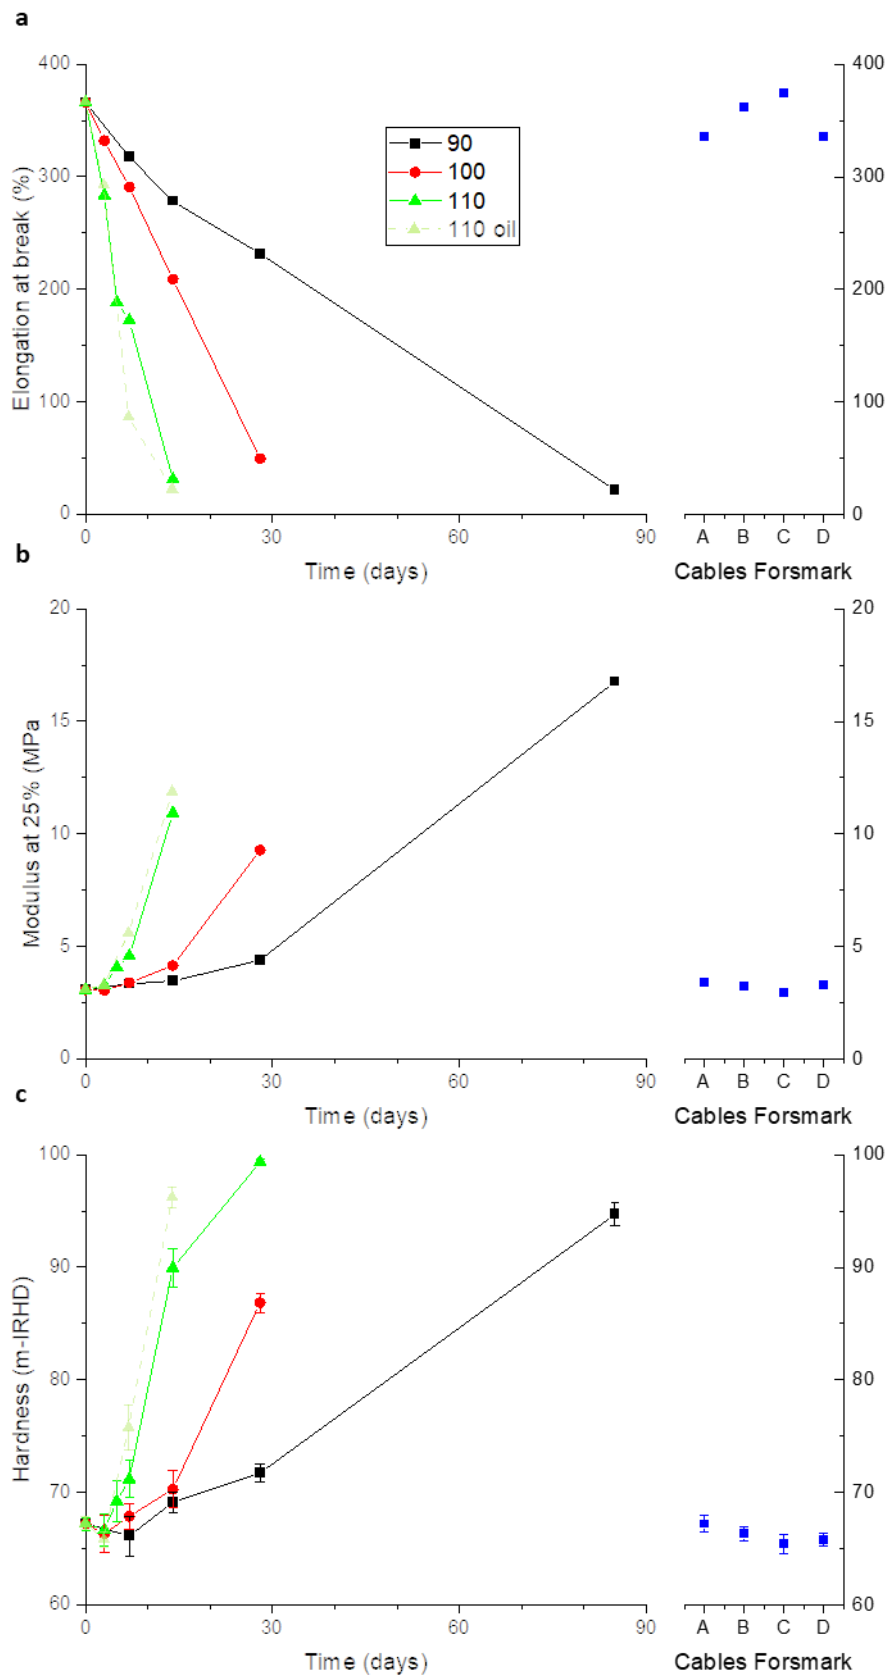 a
400
300
200
100
0
Elongation at break (%)
90
100
110
110 oil
400
300
200
100
0
0 30 60 90
A B C D
Time (days)
Cables Forsmark
b
20
15
10
5
0
Modulus at 25% (MPa
20
15
10
5
0
0 30 60 90
A B C D
Time (days)
Cables Forsmark
c
100
90
80
70
60
Hardness (m-IRHD)
100
90
80
70
60
0 30 60 90
A B C D
Time (days)
Cables Forsmark